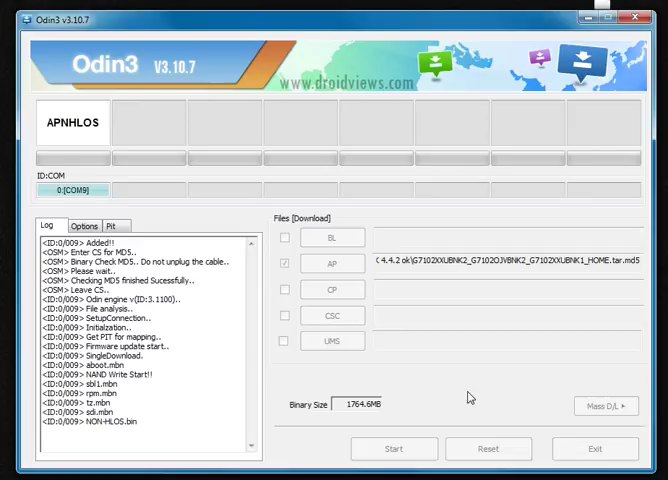 Odin3 v3.10.7
Odin3 V3.10.7
www.droidviews.com
APNHLOS
ID:COM
0:[COM9]
Log
Options
Pit
<ID:0/009> Added!!
<OSM> Enter CS for MD5..
<OSM> Binary Check MD5.. Do not unplug the cable..
<OSM> Please wait..
<OSM> Checking MD5 finished Sucessfully..
<OSM> Leave CS..
<ID:0/009> Odin engine v(ID:3.1100)..
<ID:0/009> File analysis..
<ID:0/009> SetupConnection..
<ID:0/009> Initialzation..
<ID:0/009> Get PIT for mapping..
<ID:0/009> Firmware update start..
<ID:0/009> SingleDownload.
<ID:0/009> aboot.mbn
<ID:0/009> NAND Write Start!!
<ID:0/009> sbl1.mbn
<ID:0/009> rpm.mbn
<ID:0/009> tz.mbn
<ID:0/009> sdi.mbn
<ID:0/009> NON-HLOS.bin
Files [Download]
BL
AP 4.4.2 ok\G7102XXUBNK2_G7102OJVBNK2_G7102XXUBNK1_HOME.tar.md5
CP
CSC
UMS
Binary Size 1764.6MB
Mass D/L
Start Reset Exit